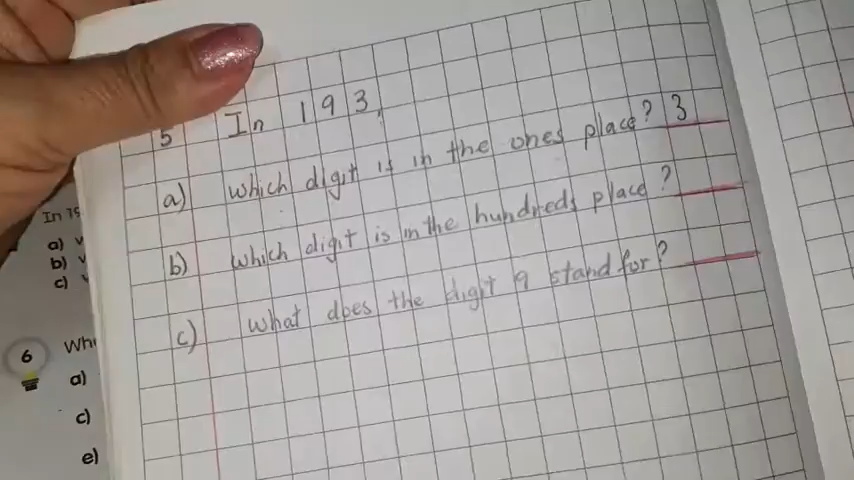 5 In 193,
a) which digit is in the ones place? 3
b) which digit is in the hundreds place?
c) what does the digit 9 stand for?
In 19
a)
b)
c)
6 Wh
a)
c)
e)